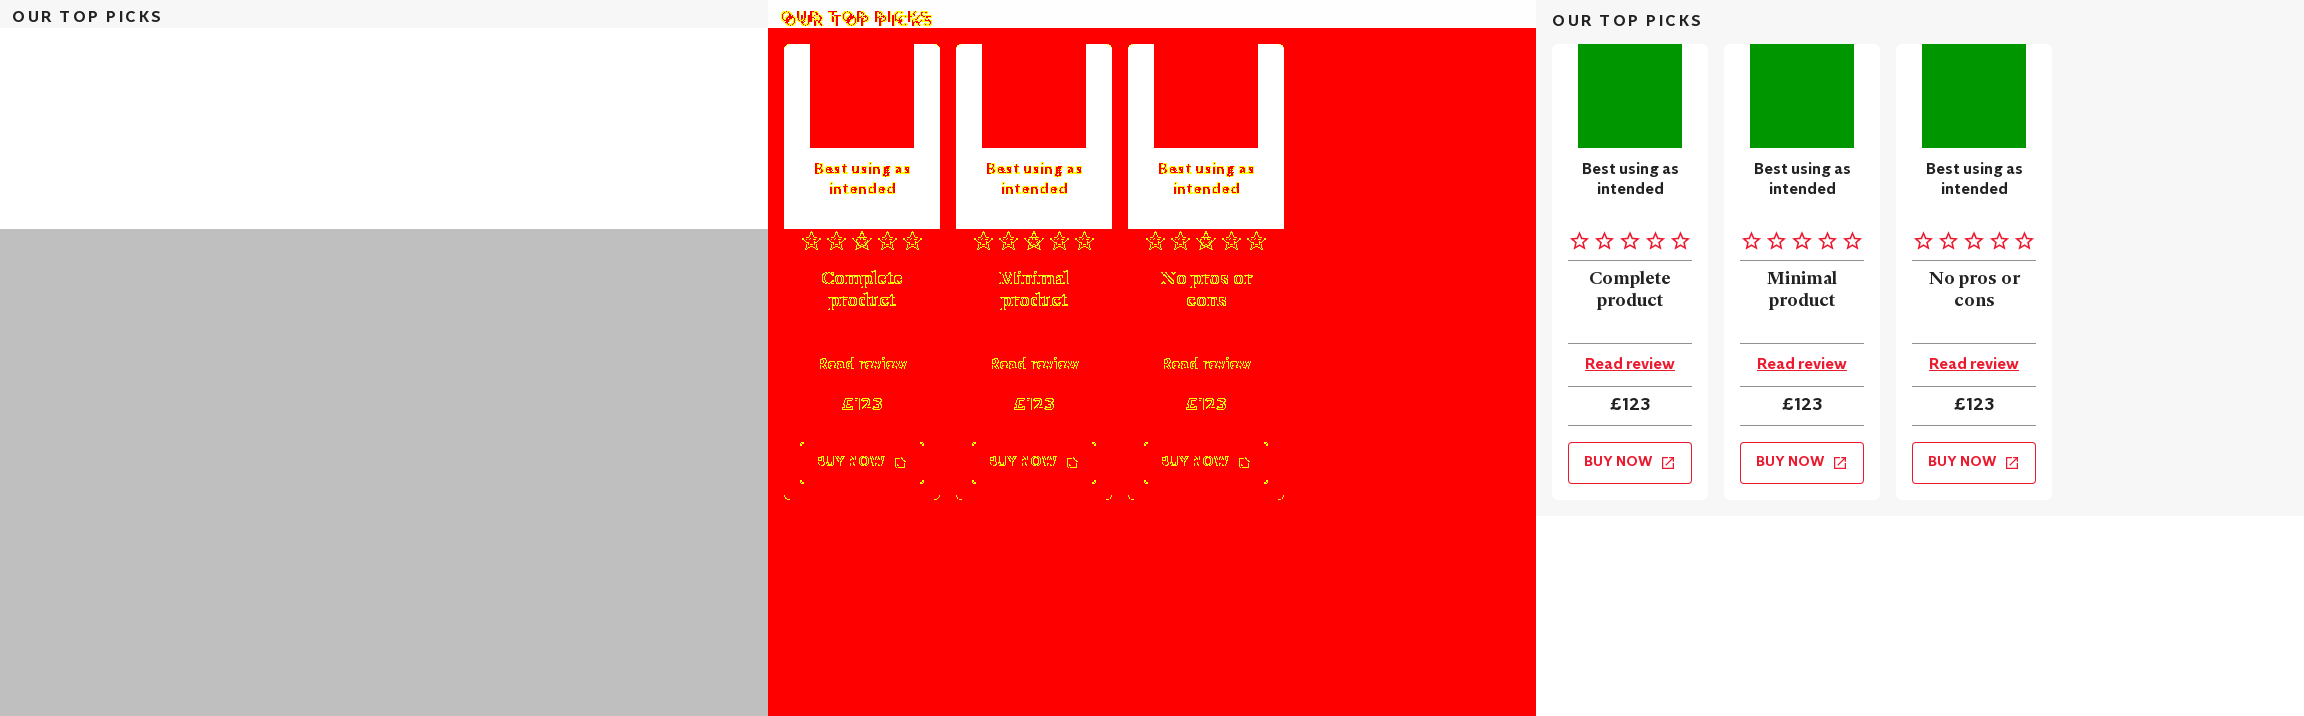 OUR TOP PICKS
OUR TOP PICKS
OUR TOP PICKS
Best using as
intended
Best using as
intended
Best using as
intended
Complete
product
Minimal
product
No pros or
cons
Read review
Read review
Read review
£123
£123
£123
BUY NOW
BUY NOW
BUY NOW
OUR TOP PICKS
Best using as
intended
Best using as
intended
Best using as
intended
Complete
product
Minimal
product
No pros or
cons
Read review
Read review
Read review
£123
£123
£123
BUY NOW
BUY NOW
BUY NOW